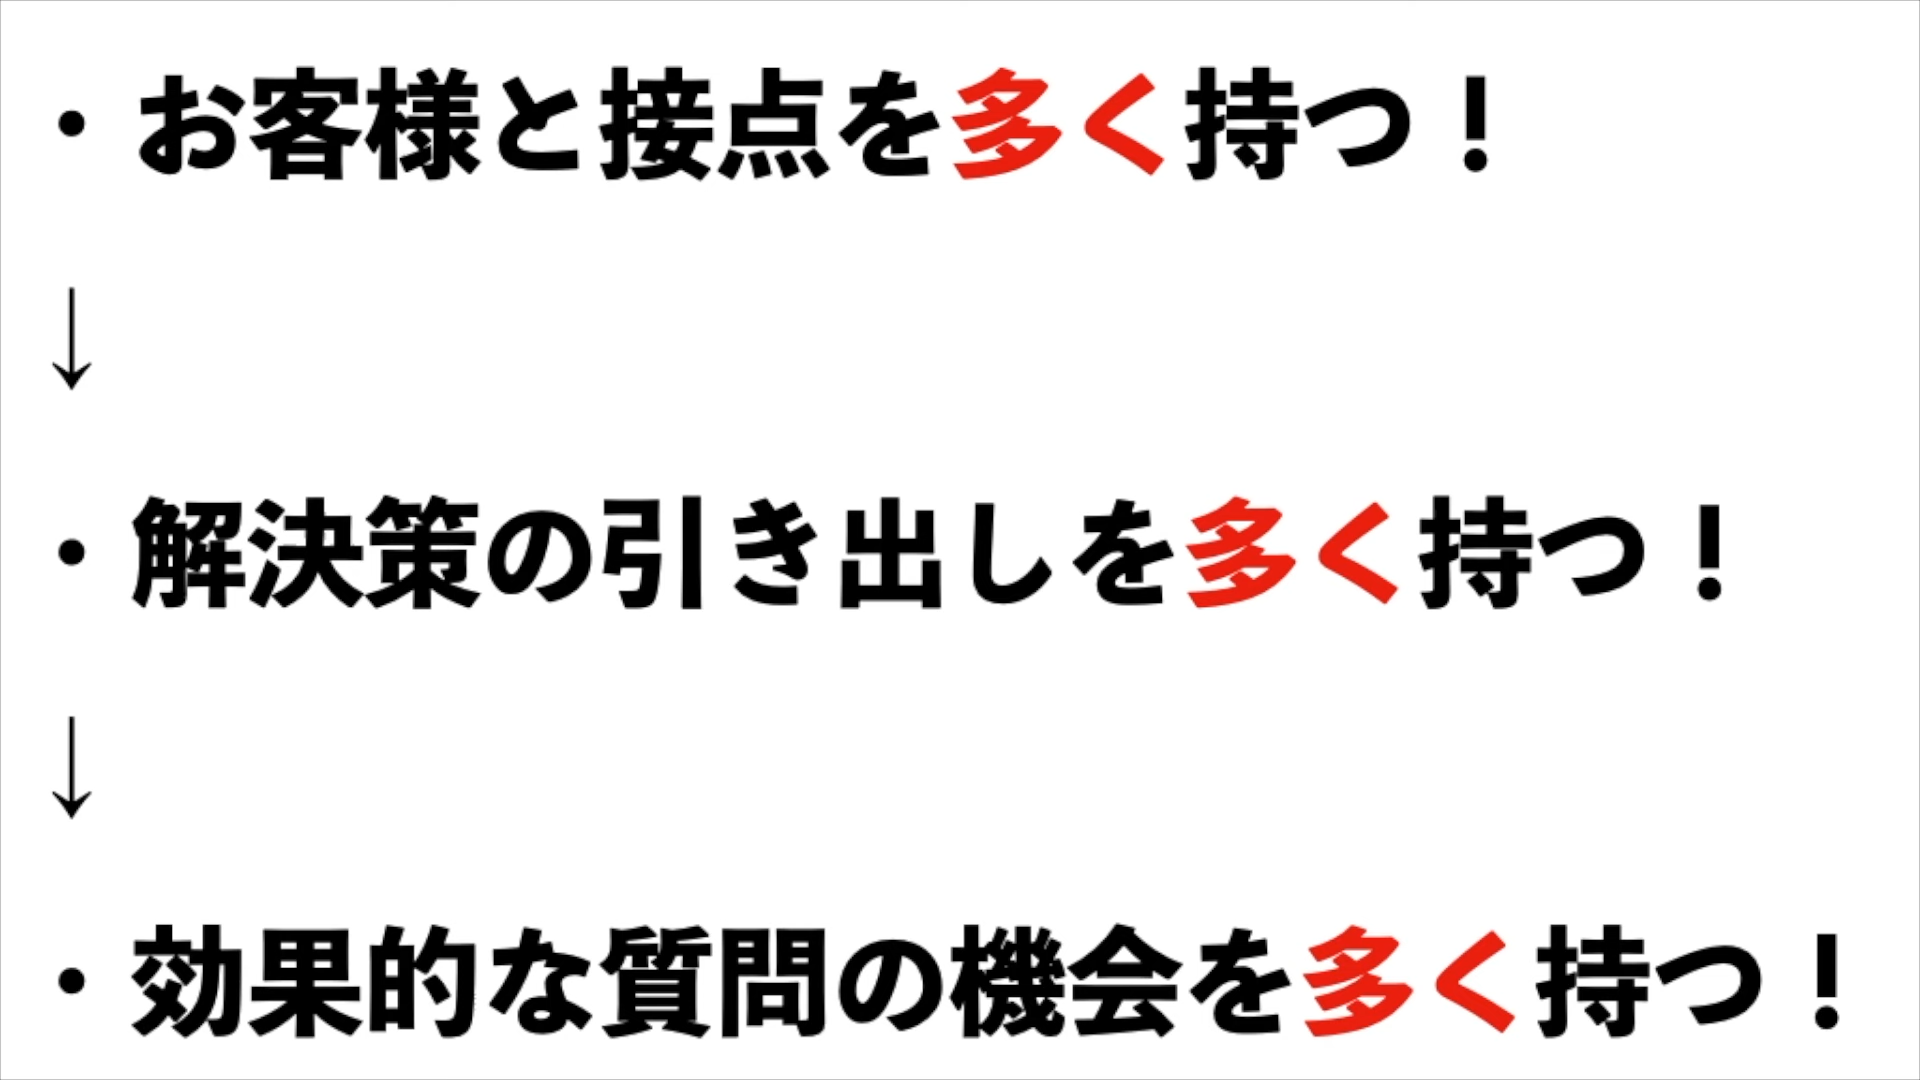 ・お客様と接点を多く持つ！
↓
・解決策の引き出しを多く持つ！
↓
・効果的な質問の機会を多く持つ！